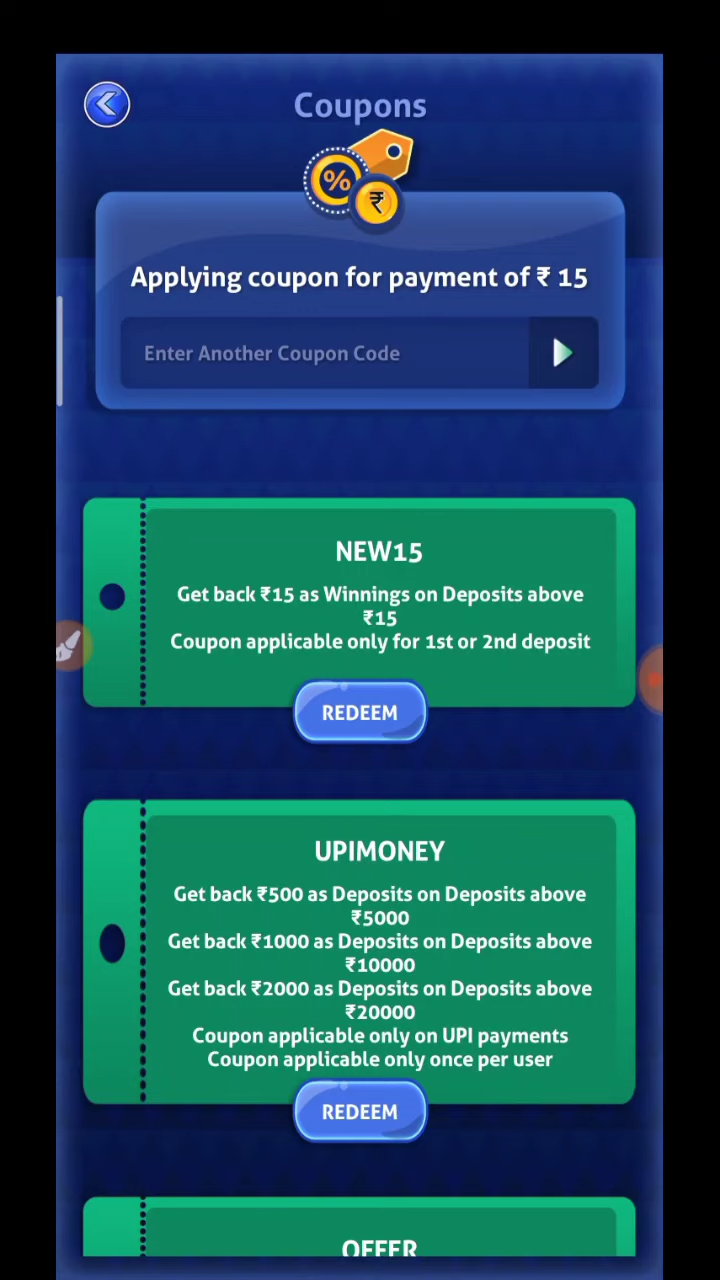 Coupons
%
₹
Applying coupon for payment of ₹ 15
Enter Another Coupon Code
NEW15
Get back ₹15 as Winnings on Deposits above
₹15
Coupon applicable only for 1st or 2nd deposit
REDEEM
UPIMONEY
Get back ₹500 as Deposits on Deposits above
₹5000
Get back ₹1000 as Deposits on Deposits above
₹10000
Get back ₹2000 as Deposits on Deposits above
₹20000
Coupon applicable only on UPI payments
Coupon applicable only once per user
REDEEM
OFFER